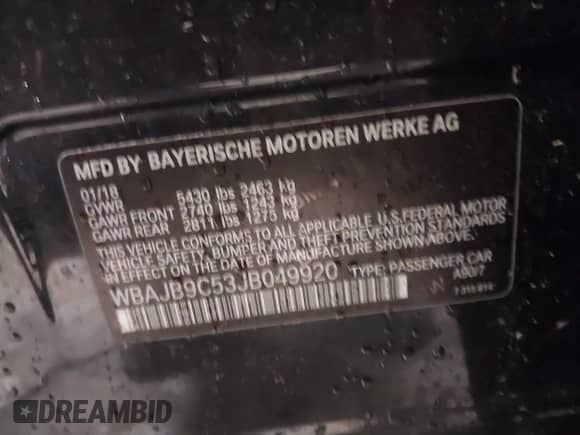 MFD BY BAYERISCHE MOTOREN WERKE AG
01/18
GVWR 5430 lbs 2463 kg
GAWR FRONT 2740 lbs 1243 kg
GAWR REAR 2811 lbs 1275 kg
THIS VEHICLE CONFORMS TO ALL APPLICABLE U.S. FEDERAL MOTOR
VEHICLE SAFETY, BUMPER AND THEFT PREVENTION STANDARDS
IN EFFECT ON THE DATE OF MANUFACTURE SHOWN ABOVE.
WBAJB9C53JB049920 TYPE: PASSENGER CAR
A90/7
DREAMBID